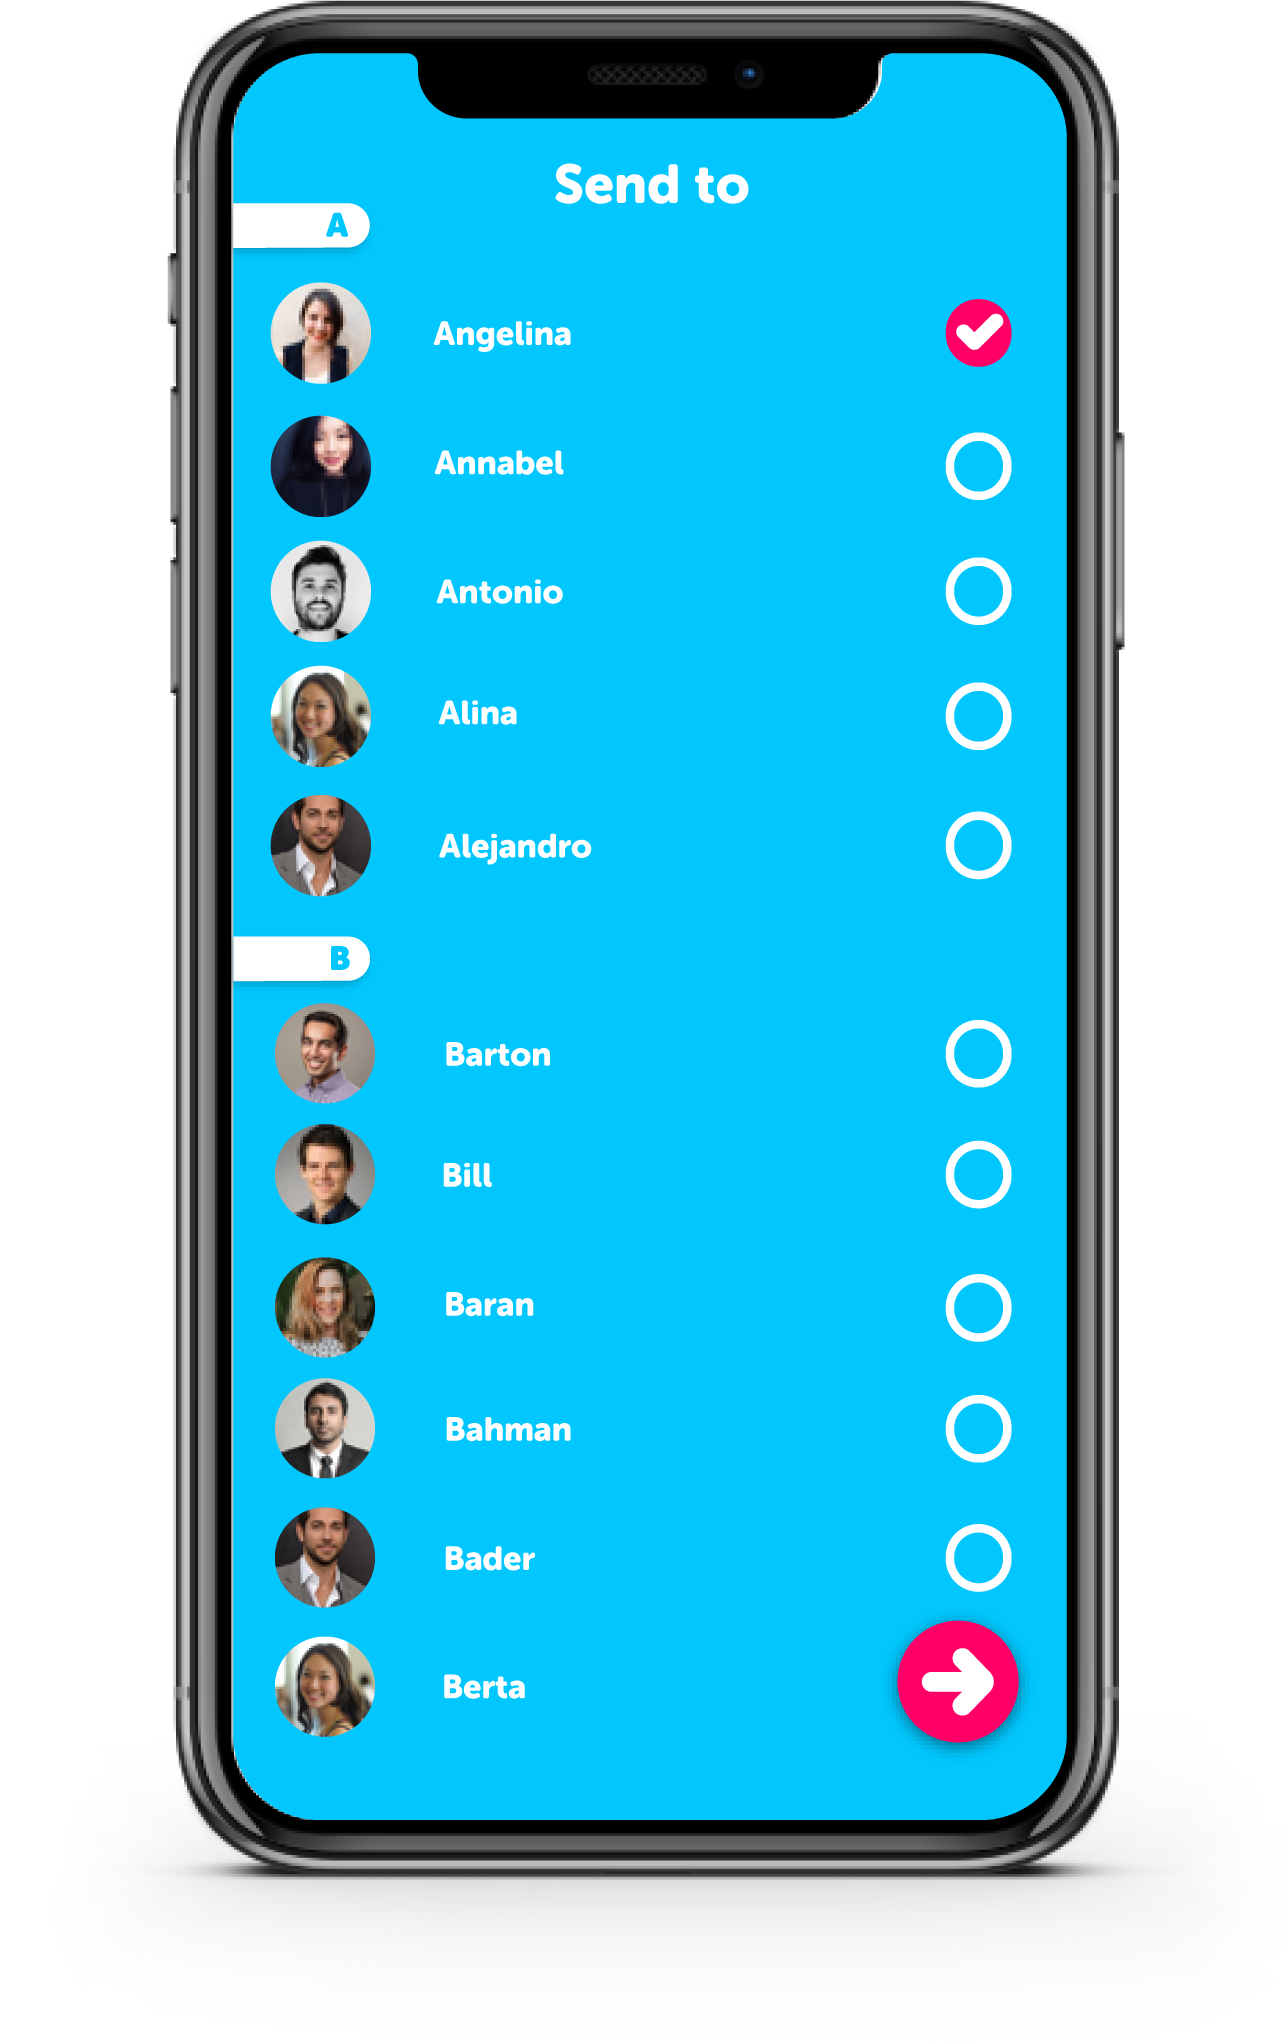 Send to
A
Angelina
Annabel
Antonio
Alina
Alejandro
B
Barton
Bill
Baran
Bahman
Bader
Berta